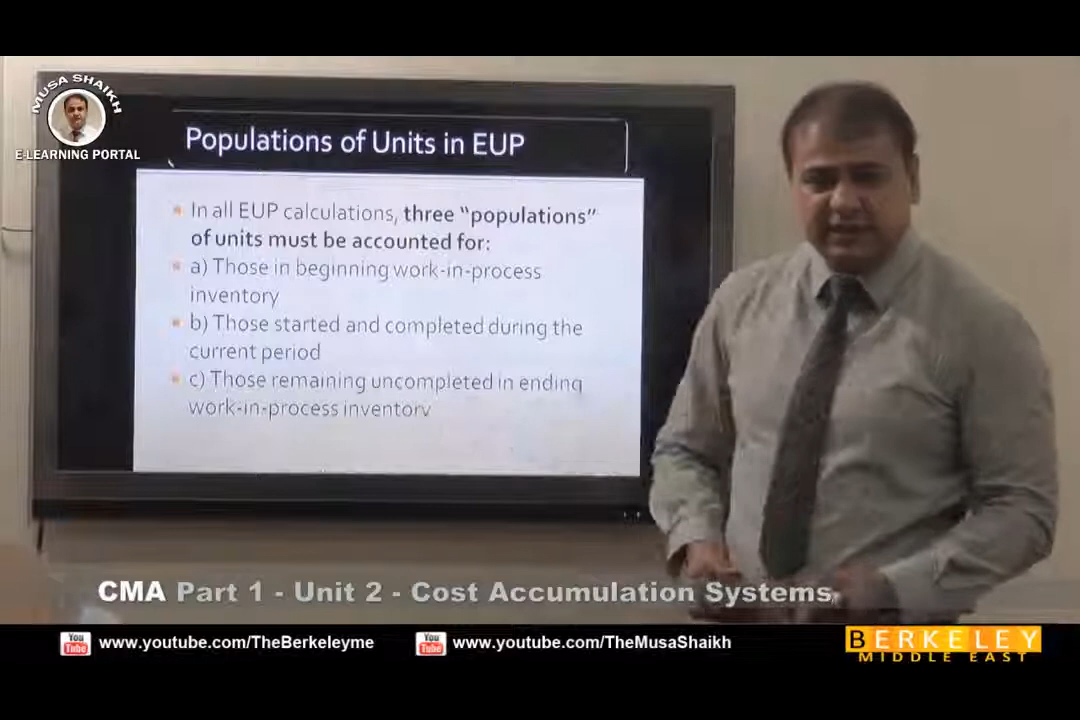 MUSA SHAIKH
E-LEARNING PORTAL
Populations of Units in EUP
In all EUP calculations, three “populations”
of units must be accounted for:
a) Those in beginning work-in-process
inventory
b) Those started and completed during the
current period
c) Those remaining uncompleted in ending
work-in-process inventory
CMA Part 1 - Unit 2 - Cost Accumulation Systems
You Tube www.youtube.com/TheBerkeleyme
You Tube www.youtube.com/TheMusaShaikh
BERKELEY
MIDDLE EAST